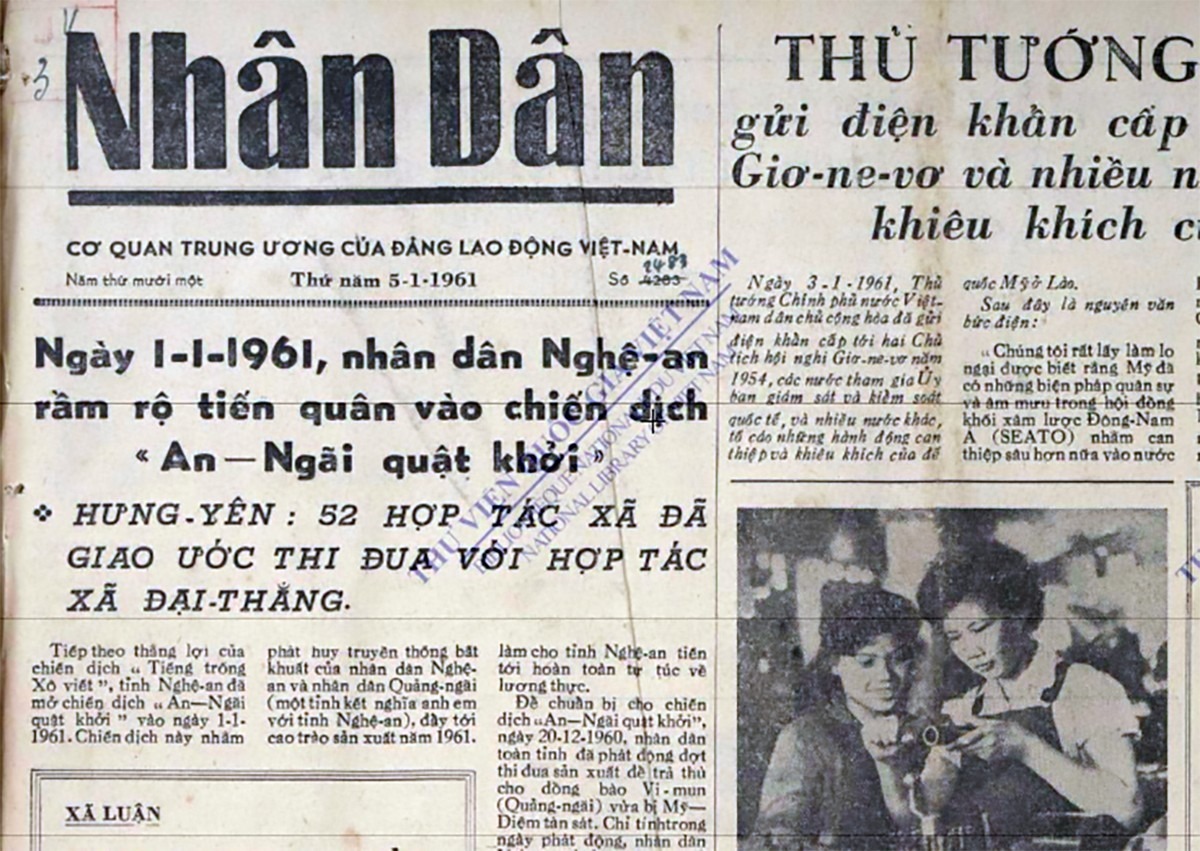 Nhân Dân
CƠ QUAN TRUNG ƯƠNG CỦA ĐẢNG LAO ĐỘNG VIỆT-NAM
Năm thứ mười một
Thứ năm 5-1-1961
Số 4283
2483
Ngày 1-1-1961, nhân dân Nghệ-an
rầm rộ tiến quân vào chiến dịch
« An — Ngãi quật khởi »
❖ HƯNG-YÊN : 52 HỢP TÁC XÃ ĐÃ
GIAO ƯỚC THI ĐUA VỚI HỢP TÁC
XÃ ĐẠI-THẮNG.
Tiếp theo thắng lợi của
chiến dịch „ Tiếng trống
Xô viết ”, tỉnh Nghệ-an đã
mở chiến dịch „ An—Ngãi
quật khởi ” vào ngày 1-1-
1961. Chiến dịch này nhằm
phát huy truyền thống bất
khuất của nhân dân Nghệ-
an và nhân dân Quảng-ngãi
(một tỉnh kết nghĩa anh em
với tỉnh Nghệ-an), đẩy tới
cao trào sản xuất năm 1961.
làm cho tỉnh Nghệ-an tiến
tới hoàn toàn tự túc về
lương thực.
Để chuẩn bị cho chiến
dịch „An—Ngãi quật khởi”,
ngày 20-12-1960, nhân dân
toàn tỉnh đã phát động đợt
thi đua sản xuất để trả thù
cho đồng bào Vi-mun
(Quảng-ngãi) vừa bị Mỹ—
Diệm tàn sát. Chỉ tính trong
ngày phát động, nhân dân
XÃ LUẬN
THỦ TƯỚNG
gửi điện khẩn cấp
Giơ-ne-vơ và nhiều n
khiêu khích c
Ngày 3-1-1961, Thủ
tướng Chính phủ nước Việt-
nam dân chủ cộng hòa đã gửi
điện khẩn cấp tới hai Chủ
tịch hội nghị Giơ-ne-vơ năm
1954, các nước tham gia Ủy
ban giám sát và kiểm soát
quốc tế, và nhiều nước khác,
tố cáo những hành động can
thiệp và khiêu khích của đế
quốc Mỹ ở Lào.
Sau đây là nguyên văn
bức điện:
„ Chúng tôi rất lấy làm lo
ngại được biết rằng Mỹ đã
có những biện pháp quân sự
và âm mưu trong hội đồng
khối xâm lược Đông-Nam
Á (SEATO) nhằm can
thiệp sâu hơn nữa vào nước
THƯ VIỆN QUỐC GIA VIỆT NAM
BIBLIOTHEQUE NATIONALE DU VIET NAM
NATIONAL LIBRARY OF VIETNAM